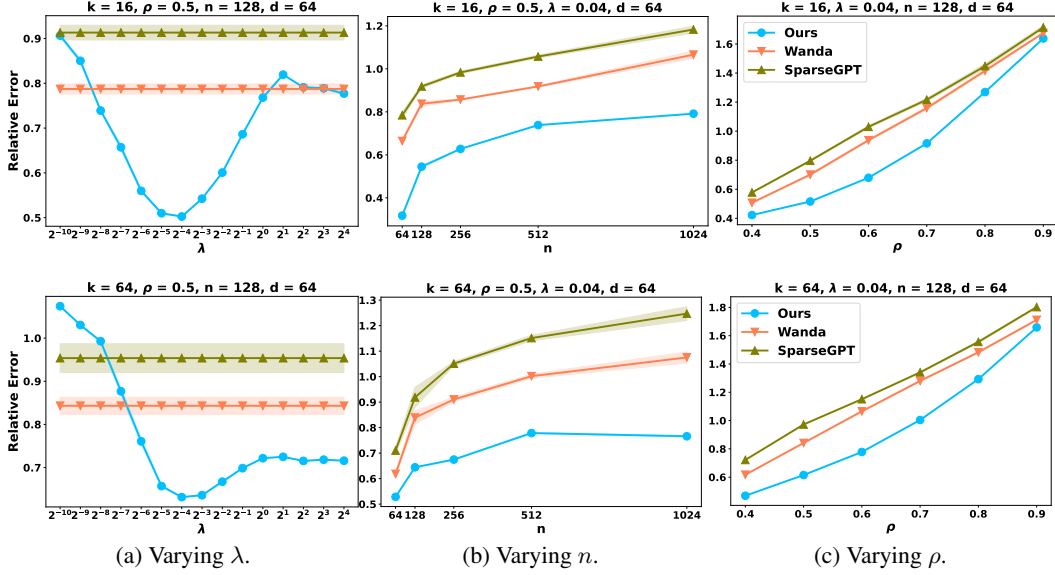 k = 16, ρ = 0.5, n = 128, d = 64
Relative Error
0.9
0.8
0.7
0.6
0.5
2^-10 2^-9 2^-8 2^-7 2^-6 2^-5 2^-4 2^-3 2^-2 2^-1 2^0 2^1 2^2 2^3 2^4
λ
k = 16, ρ = 0.5, λ = 0.04, d = 64
1.2
1.0
0.8
0.6
0.4
64 128 256 512 1024
n
k = 16, λ = 0.04, n = 128, d = 64
Ours
Wanda
SparseGPT
1.6
1.4
1.2
1.0
0.8
0.6
0.4
0.4 0.5 0.6 0.7 0.8 0.9
ρ
k = 64, ρ = 0.5, n = 128, d = 64
Relative Error
1.0
0.9
0.8
0.7
2^-10 2^-9 2^-8 2^-7 2^-6 2^-5 2^-4 2^-3 2^-2 2^-1 2^0 2^1 2^2 2^3 2^4
λ
k = 64, ρ = 0.5, λ = 0.04, d = 64
1.3
1.2
1.1
1.0
0.9
0.8
0.7
0.6
0.5
64 128 256 512 1024
n
k = 64, λ = 0.04, n = 128, d = 64
Ours
Wanda
SparseGPT
1.8
1.6
1.4
1.2
1.0
0.8
0.6
0.4
0.4 0.5 0.6 0.7 0.8 0.9
ρ
(a) Varying λ.
(b) Varying n.
(c) Varying ρ.